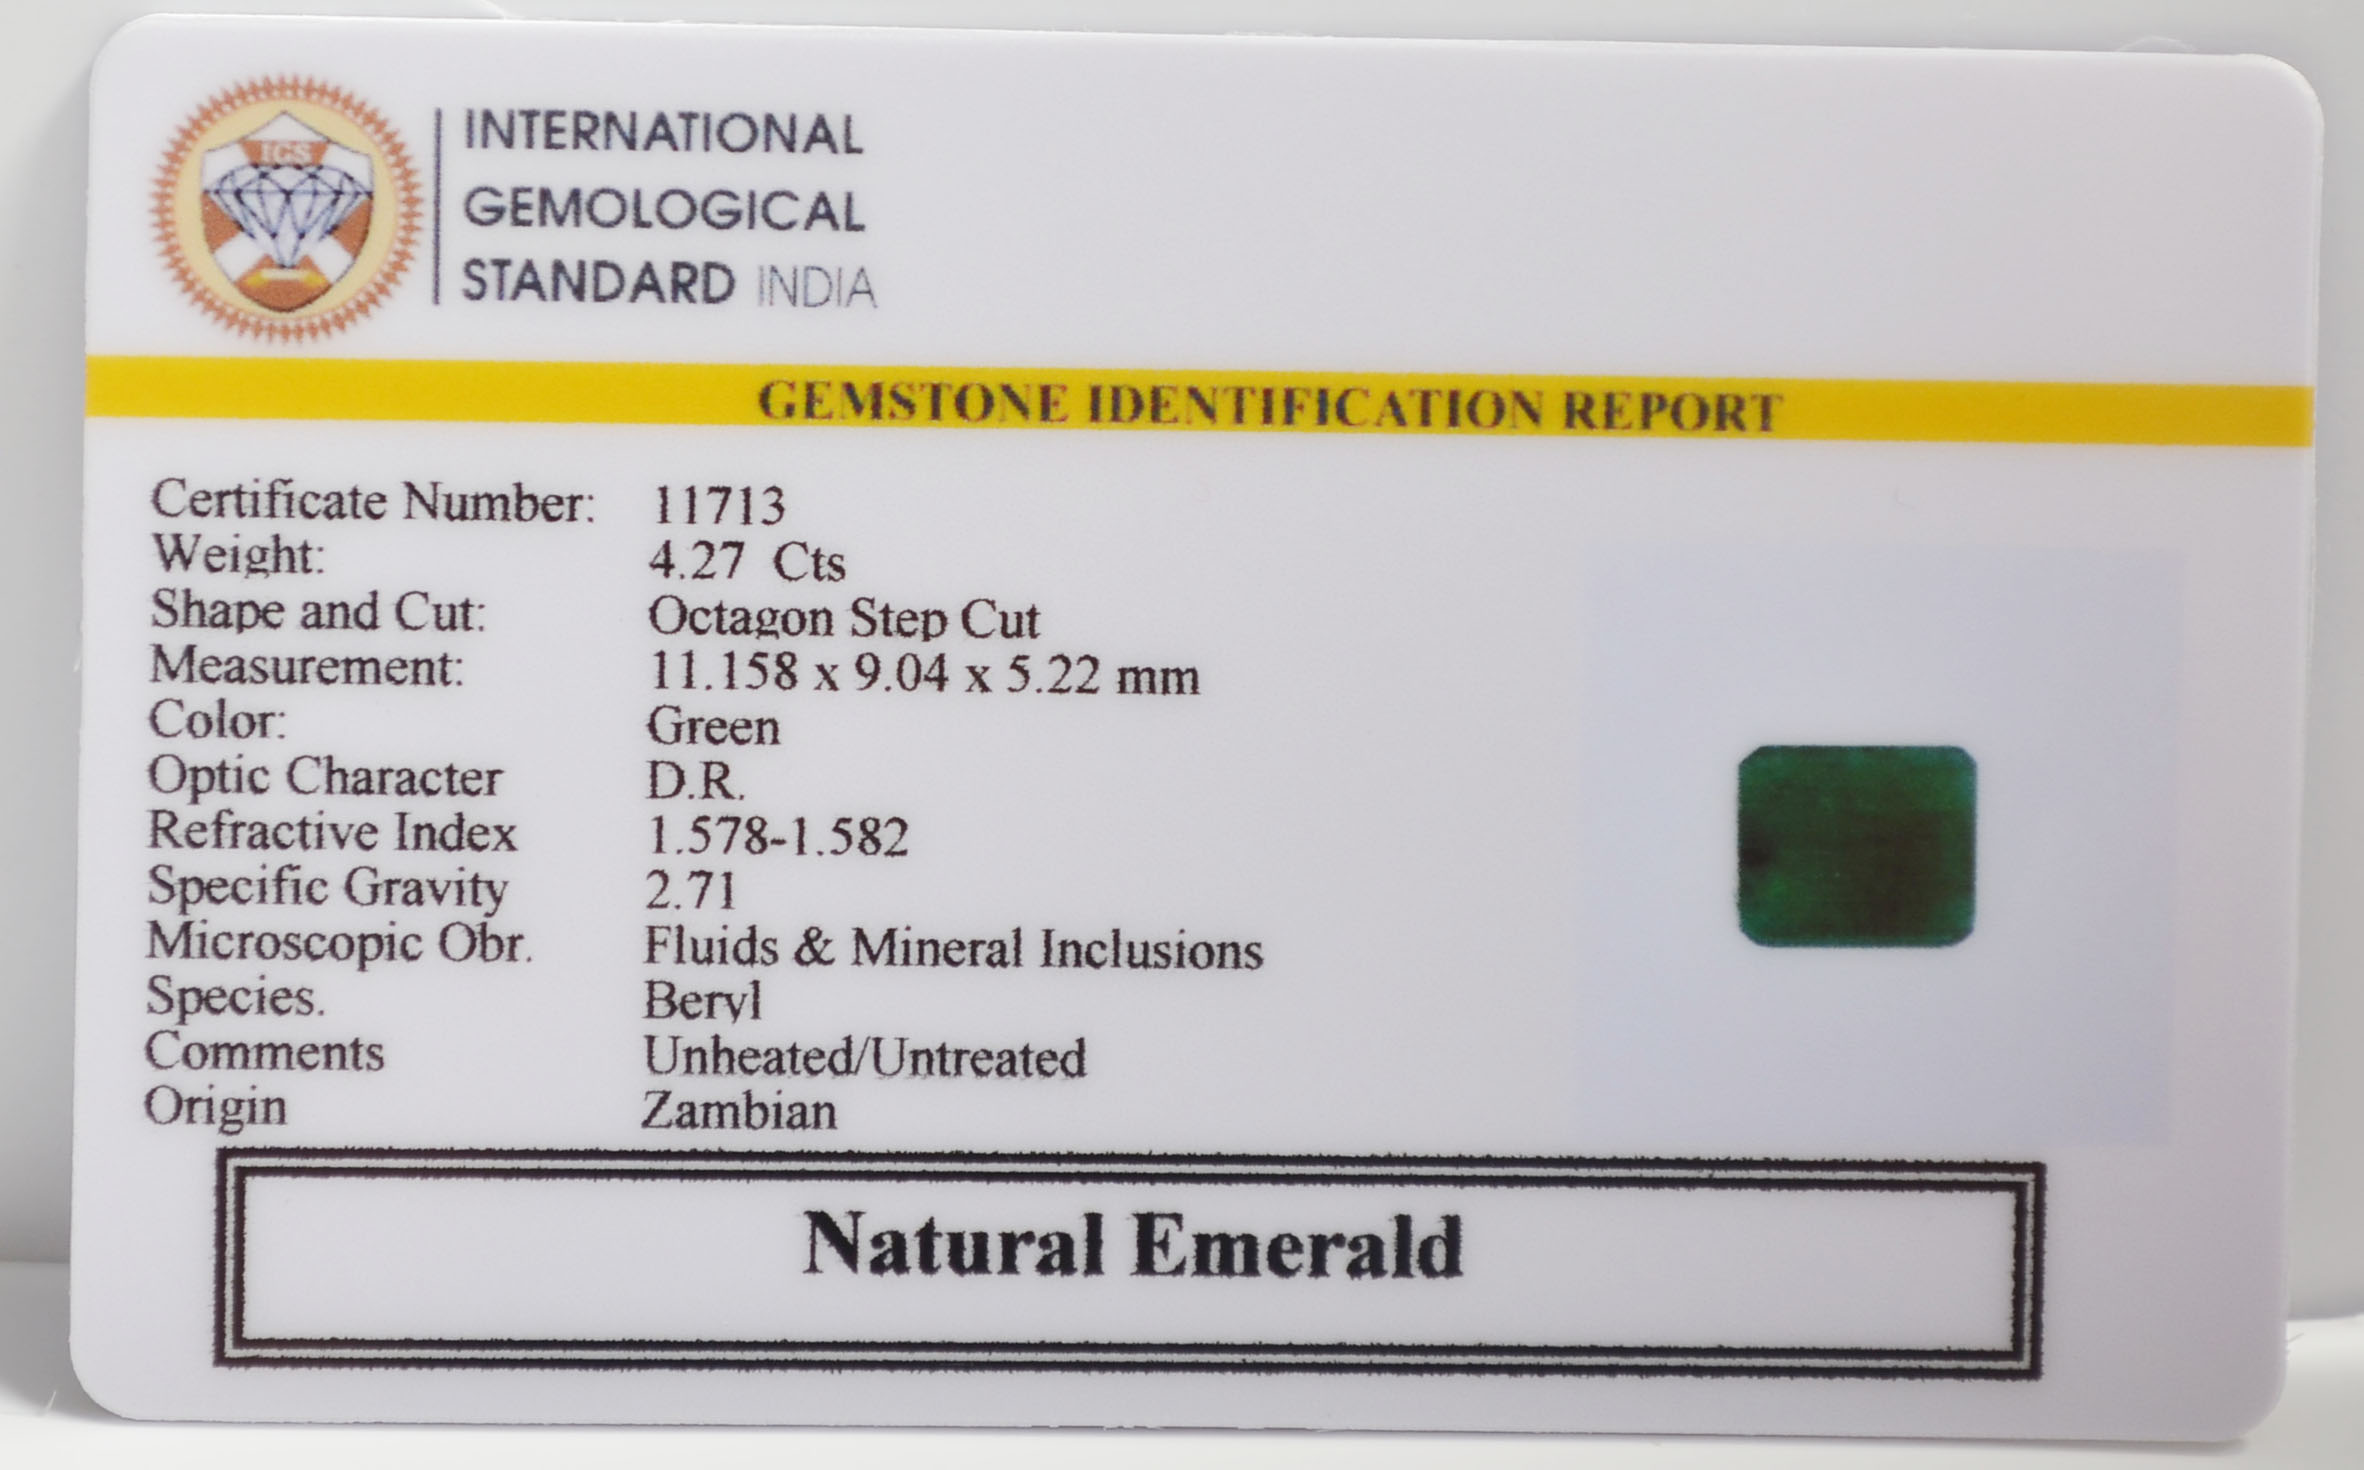 IGS
INTERNATIONAL
GEMOLOGICAL
STANDARD INDIA
GEMSTONE IDENTIFICATION REPORT
Certificate Number: 11713
Weight: 4.27 Cts
Shape and Cut: Octagon Step Cut
Measurement: 11.158 x 9.04 x 5.22 mm
Color: Green
Optic Character D.R.
Refractive Index 1.578-1.582
Specific Gravity 2.71
Microscopic Obr. Fluids & Mineral Inclusions
Species. Beryl
Comments Unheated/Untreated
Origin Zambian
Natural Emerald